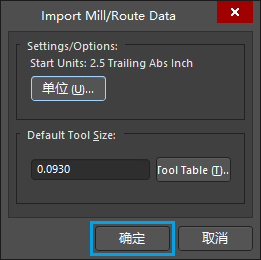 Import Mill/Route Data
Settings/Options:
Start Units: 2.5 Trailing Abs Inch
单位 (U)...
Default Tool Size:
0.0930
Tool Table (T)..
确定
取消